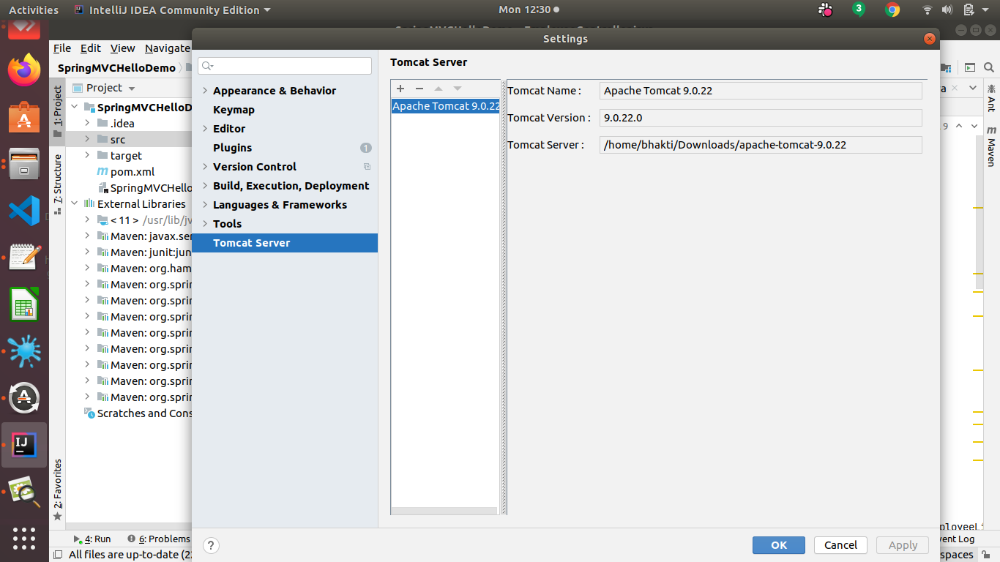 Activities
IntelliJ IDEA Community Edition
Mon 12:30
3
Settings
File Edit View Navigate
SpringMVCHelloDemo
Project
1: Project
7: Structure
2: Favorites
SpringMVCHelloD
.idea
src
target
pom.xml
SpringMVCHello
External Libraries
< 11 > /usr/lib/jv
Maven: javax.ser
Maven: junit:jun
Maven: org.ham
Maven: org.sprin
Maven: org.sprin
Maven: org.sprin
Maven: org.sprin
Maven: org.sprin
Maven: org.sprin
Maven: org.sprin
Maven: org.sprin
Scratches and Cons
Appearance & Behavior
Keymap
Editor
Plugins 1
Version Control
Build, Execution, Deployment
Languages & Frameworks
Tools
Tomcat Server
Tomcat Server
Apache Tomcat 9.0.22
Tomcat Name : Apache Tomcat 9.0.22
Tomcat Version : 9.0.22.0
Tomcat Server : /home/bhakti/Downloads/apache-tomcat-9.0.22
a
9
Ant
m
Maven
?
OK
Cancel
Apply
4: Run
6: Problems
vent Log
All files are up-to-date (2
spaces
IJ